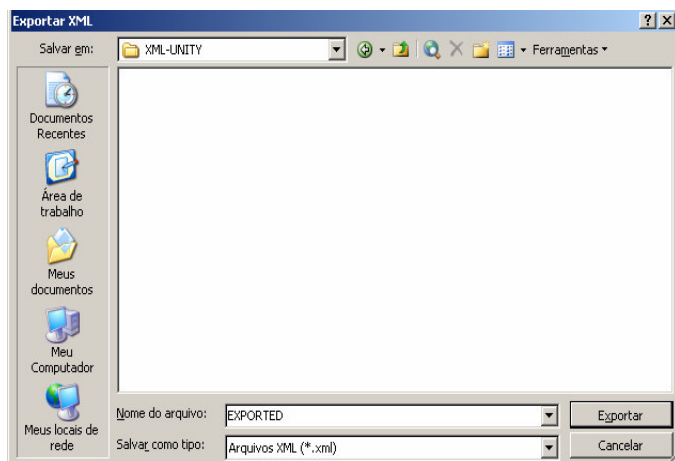 Exportar XML
Salvar em:
XML-UNITY
Ferramentas
Documentos
Recentes
Área de
trabalho
Meus
documentos
Meu
Computador
Meus locais de
rede
Nome do arquivo:
EXPORTED
Exportar
Salvar como tipo:
Arquivos XML (*.xml)
Cancelar